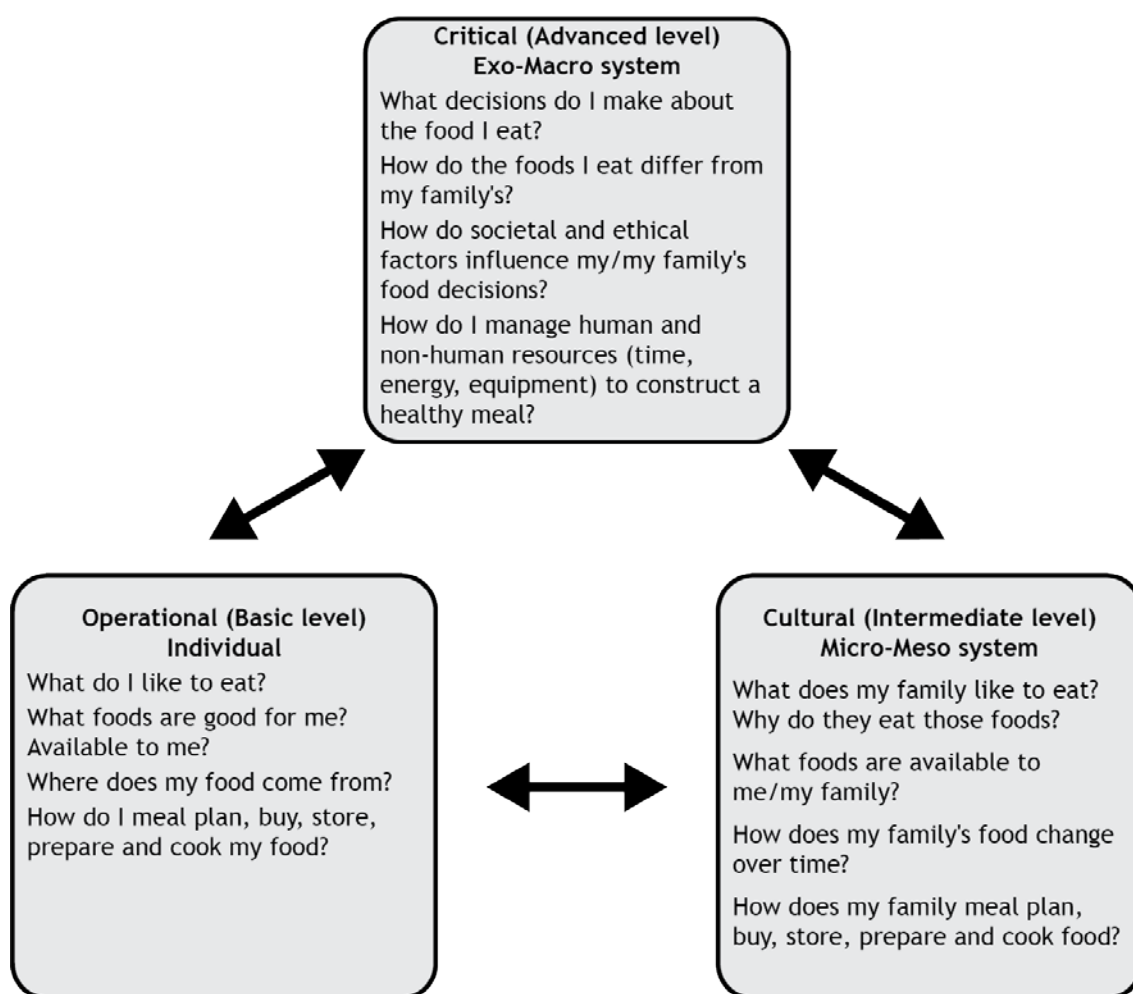 Critical (Advanced level)
Exo-Macro system
What decisions do I make about
the food I eat?
How do the foods I eat differ from
my family's?
How do societal and ethical
factors influence my/my family's
food decisions?
How do I manage human and
non-human resources (time,
energy, equipment) to construct a
healthy meal?
Operational (Basic level)
Individual
What do I like to eat?
What foods are good for me?
Available to me?
Where does my food come from?
How do I meal plan, buy, store,
prepare and cook my food?
Cultural (Intermediate level)
Micro-Meso system
What does my family like to eat?
Why do they eat those foods?
What foods are available to
me/my family?
How does my family's food change
over time?
How does my family meal plan,
buy, store, prepare and cook food?